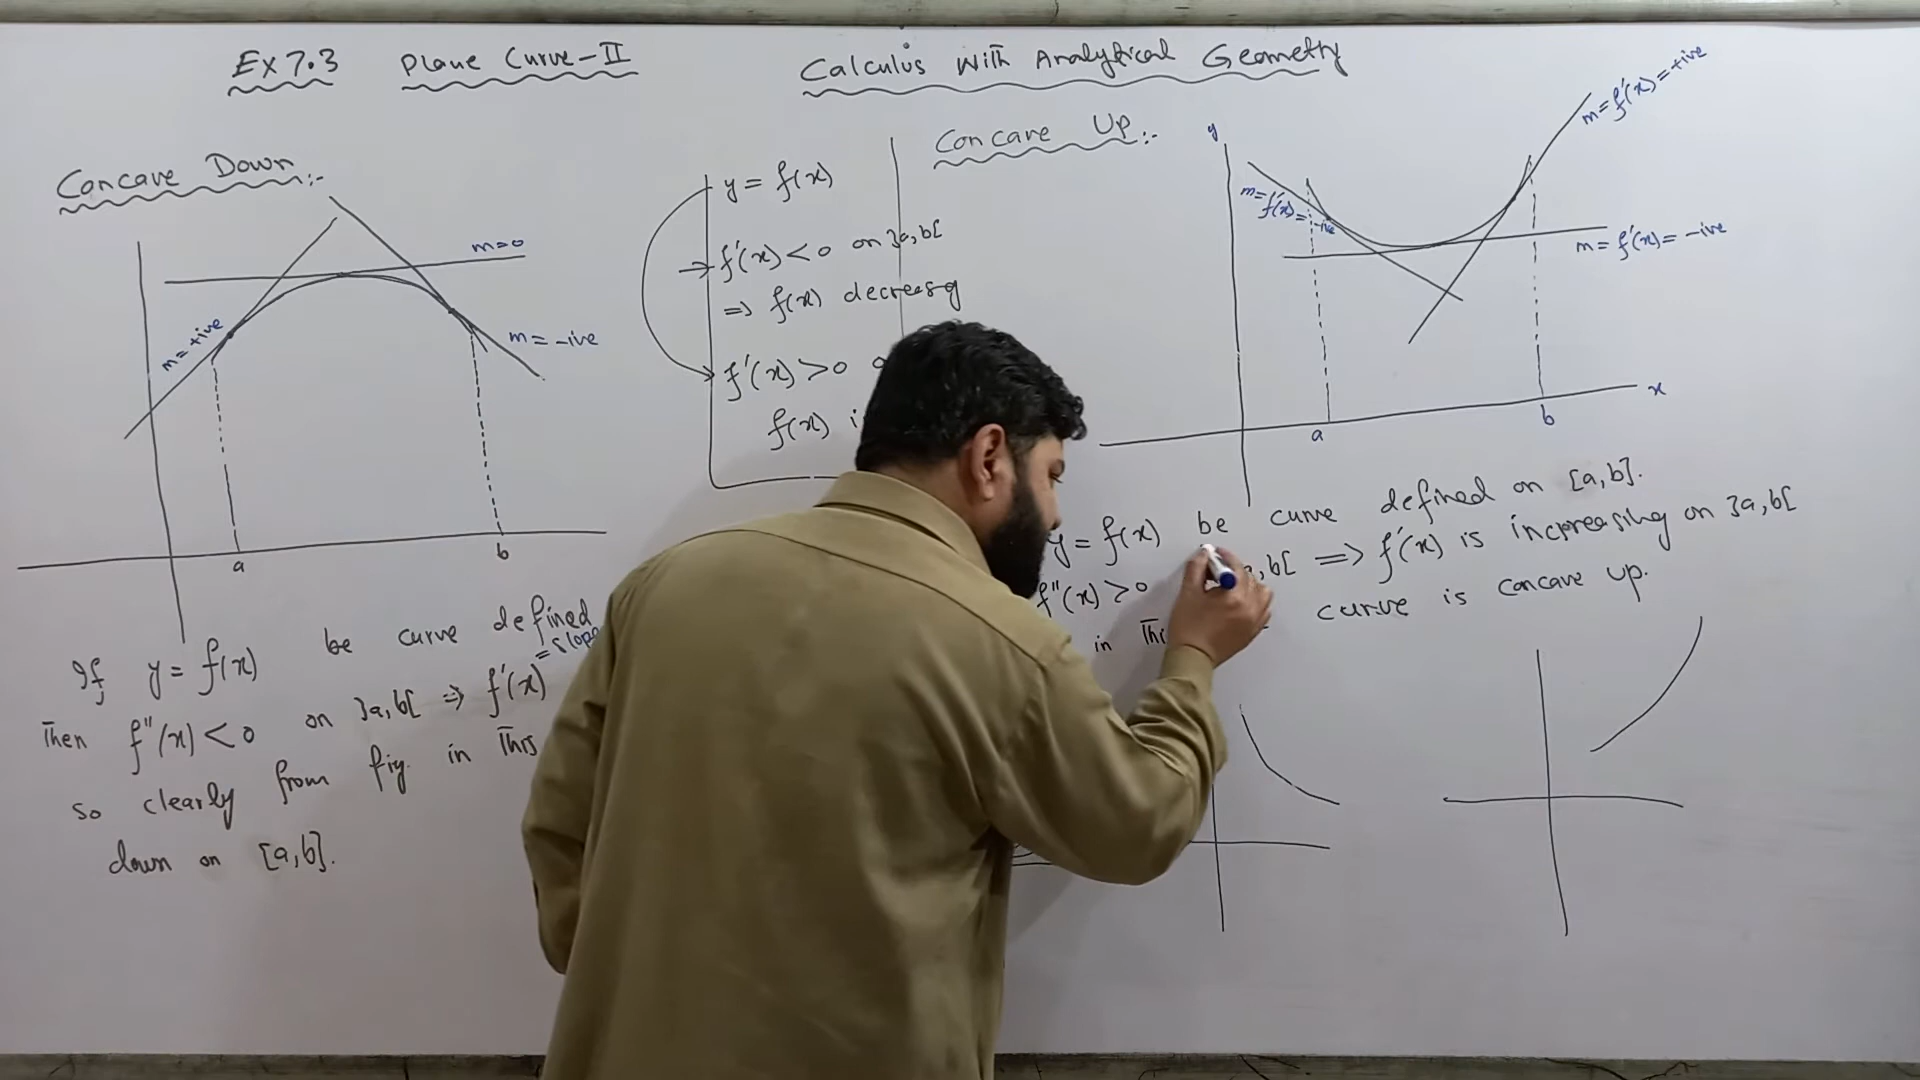 Ex 7.3 Plane Curve-II
Calculus With Analytical Geometry
Concave Down:-
m=0
m=+ive
m=-ive
a
b
If y = f(x) be curve defined
Then f''(x) < 0 on ]a,b[ ⇒ f'(x)
= slope
so clearly from fig. in This
down on [a,b].
y = f(x)
→ f'(x) < 0 on ]a,b[
⇒ f(x) decreasg
f'(x) > 0
f(x)
Concave Up:-
y
m=f'(x)=+ive
m=
f'(x)=
-ive
m=f'(x)=-ive
x
a
b
y = f(x) be curve defined on [a,b].
f''(x) > 0 a,b[ ⇒ f'(x) is increasing on ]a,b[
in curve is concave up.